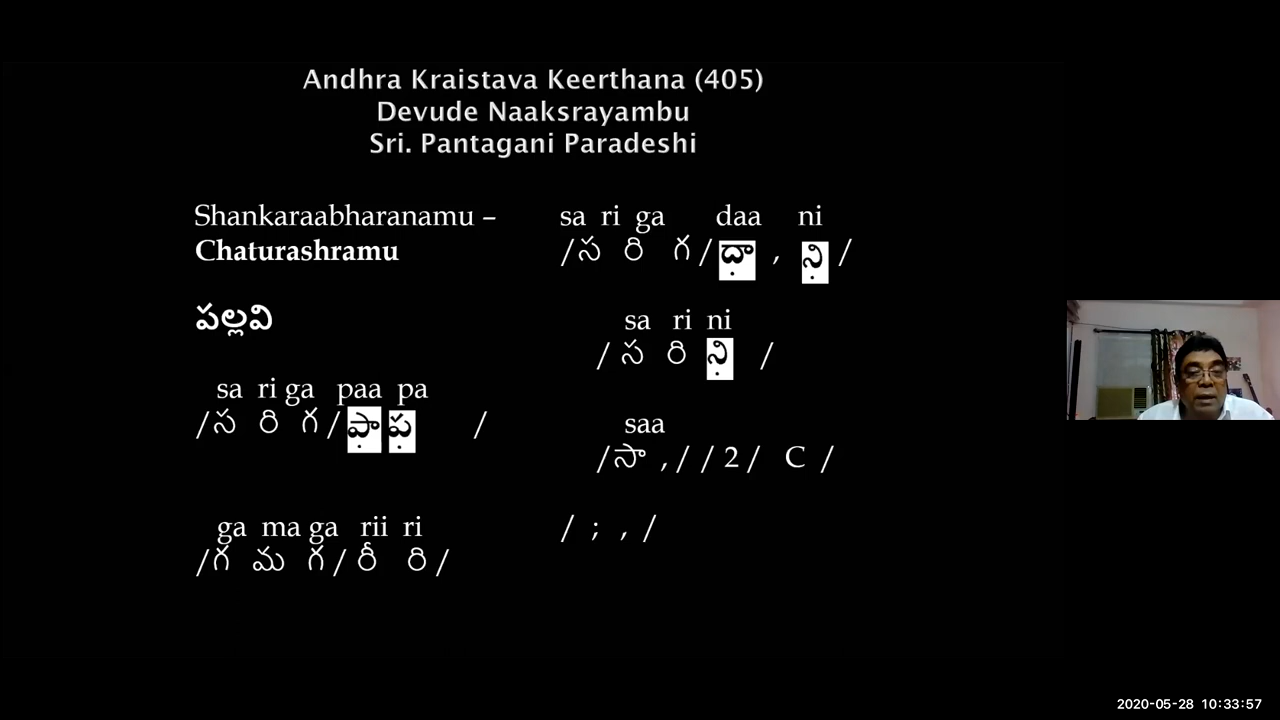 Andhra Kraistava Keerthana (405)
Devude Naaksrayambu
Sri. Pantagani Paradeshi
Shankaraabharanamu –
Chaturashramu
పల్లవి
sa ri ga paa pa
/స రి గ/ పా ప /
ga ma ga rii ri
/గ మ గ/ రీ రి /
sa ri ga daa ni
/స రి గ/ దా , ని /
sa ri ni
/ స రి ని /
saa
/సా , / / 2 / C /
/ ; , /
2020-05-28 10:33:57